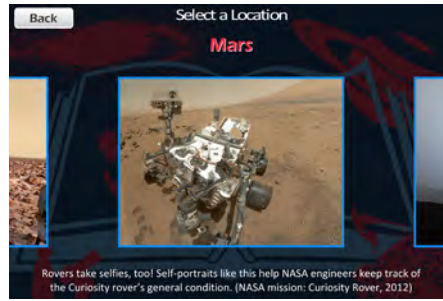 Back
Select a Location
Mars
Rovers take selfies, too! Self-portraits like this help NASA engineers keep track of
the Curiosity rover's general condition. (NASA mission: Curiosity Rover, 2012)